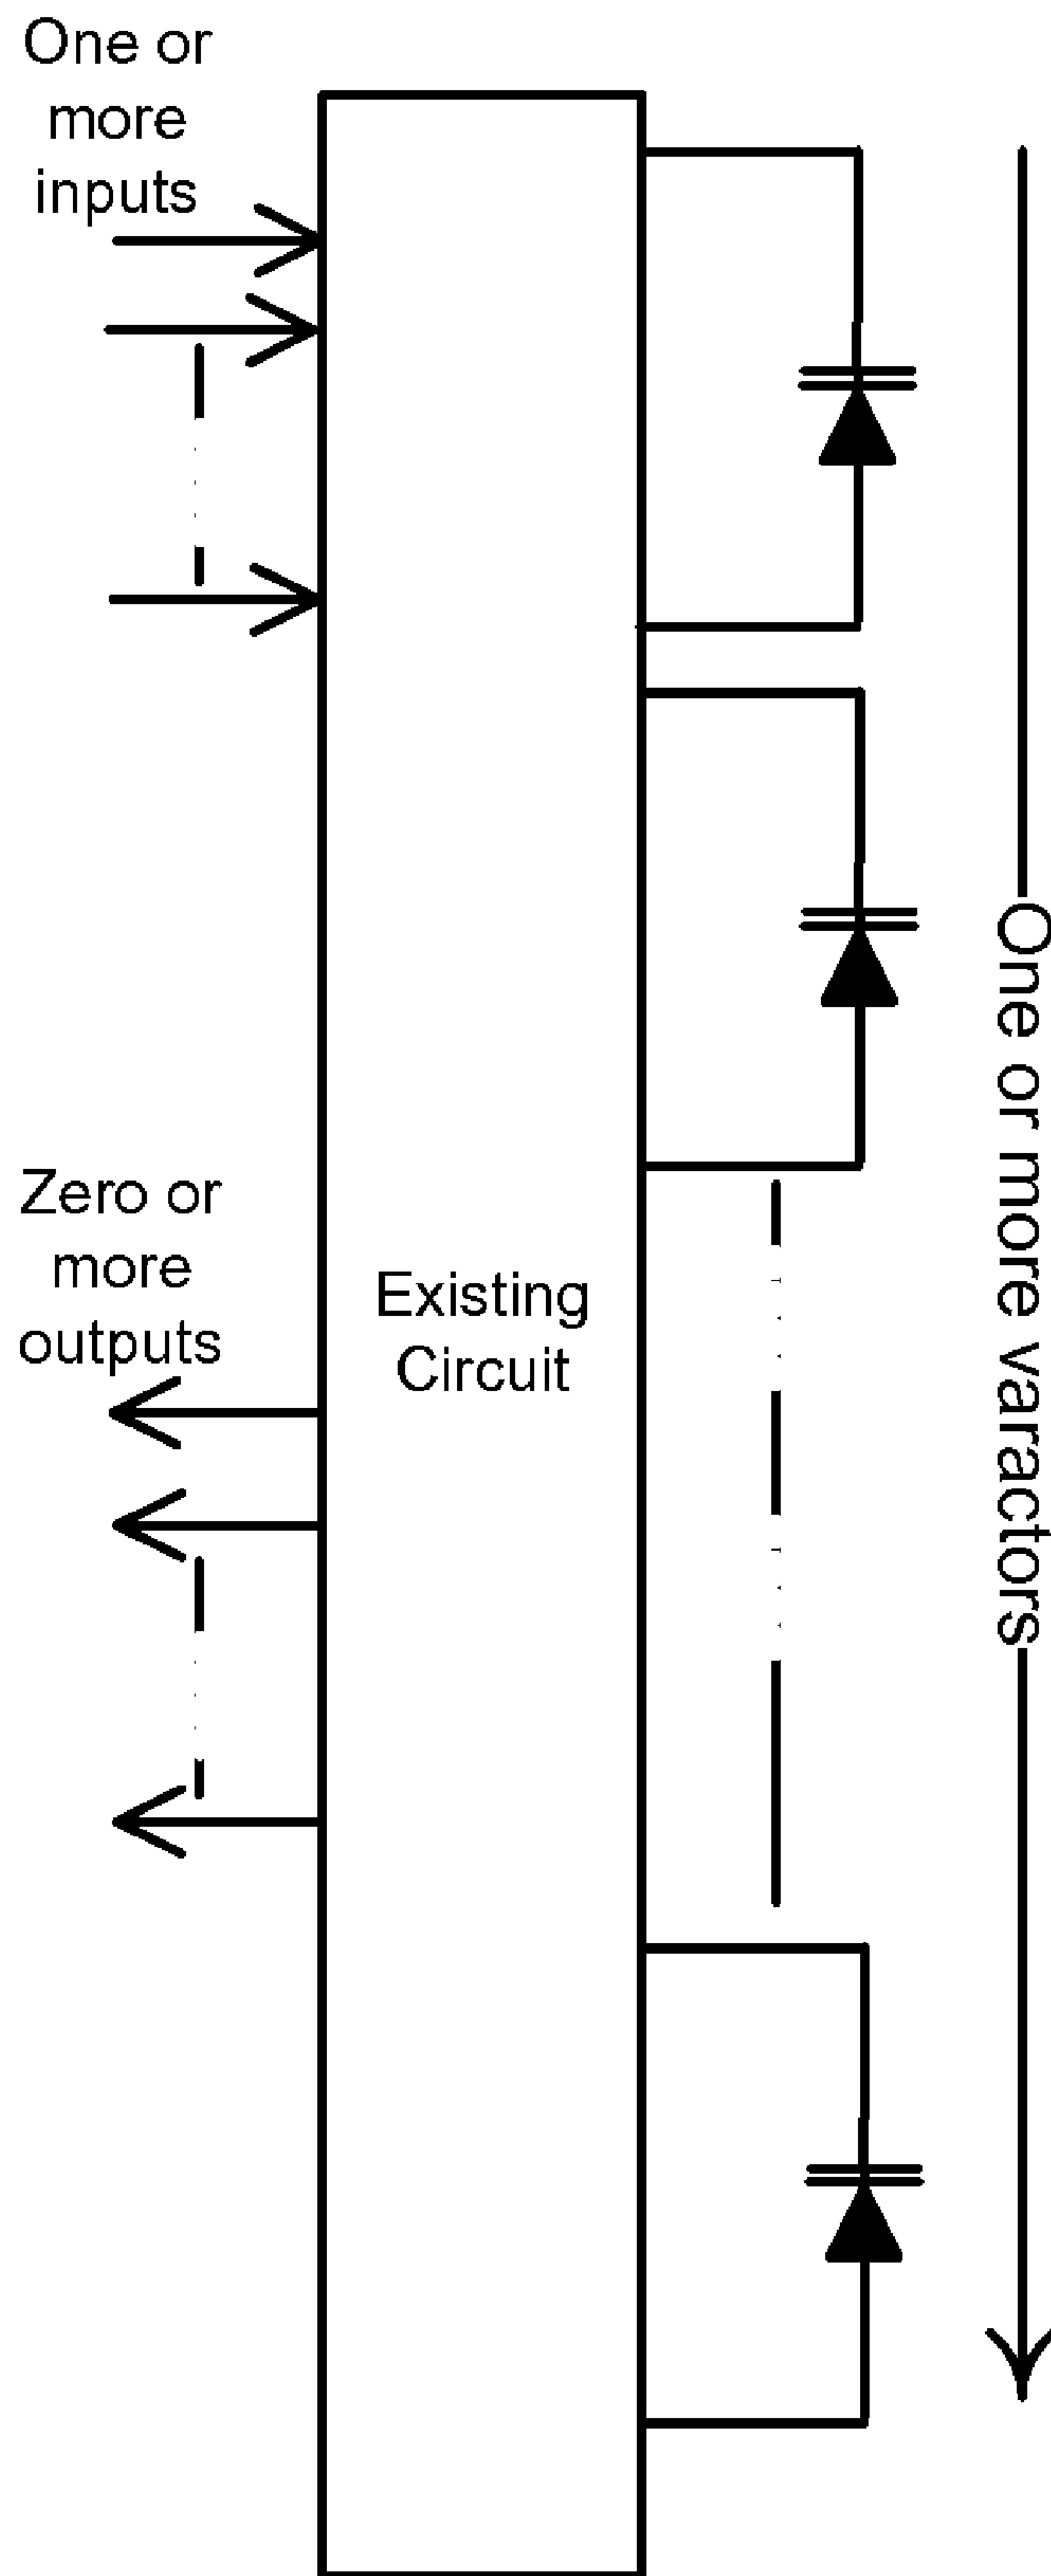 One or
more
inputs
Zero or
more
outputs
Existing
Circuit
One or more varactors